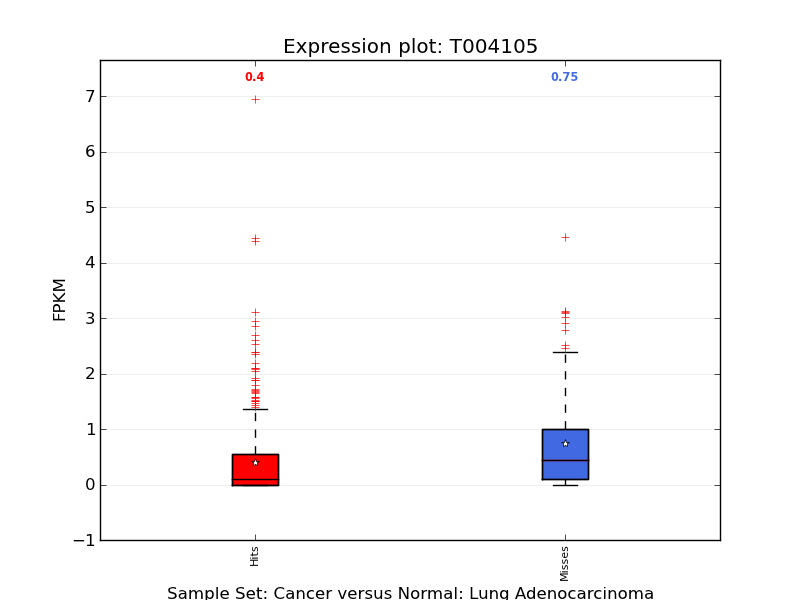 Expression plot: T004105
0.4
0.75
7
6
5
4
3
2
1
0
−1
FPKM
Hits
Misses
Sample Set: Cancer versus Normal: Lung Adenocarcinoma